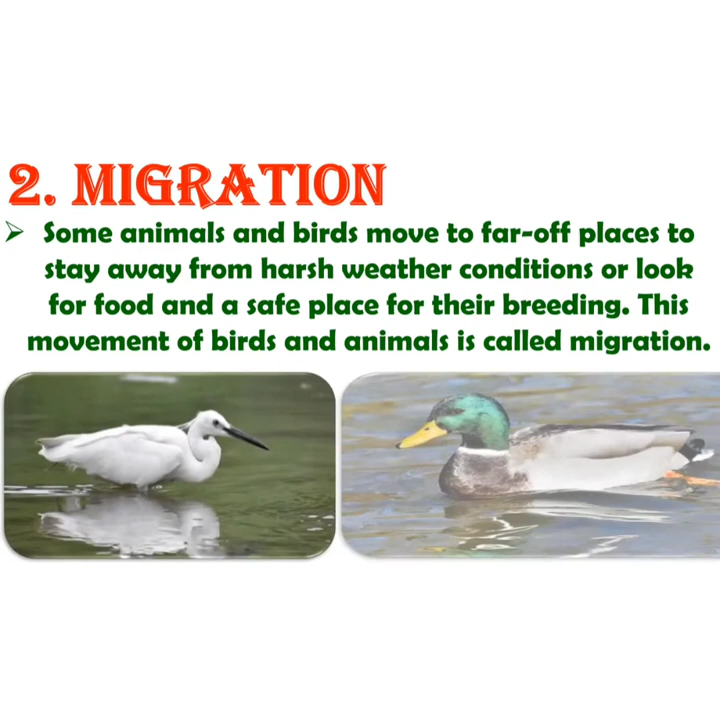 2. MIGRATION
➢ Some animals and birds move to far-off places to
stay away from harsh weather conditions or look
for food and a safe place for their breeding. This
movement of birds and animals is called migration.